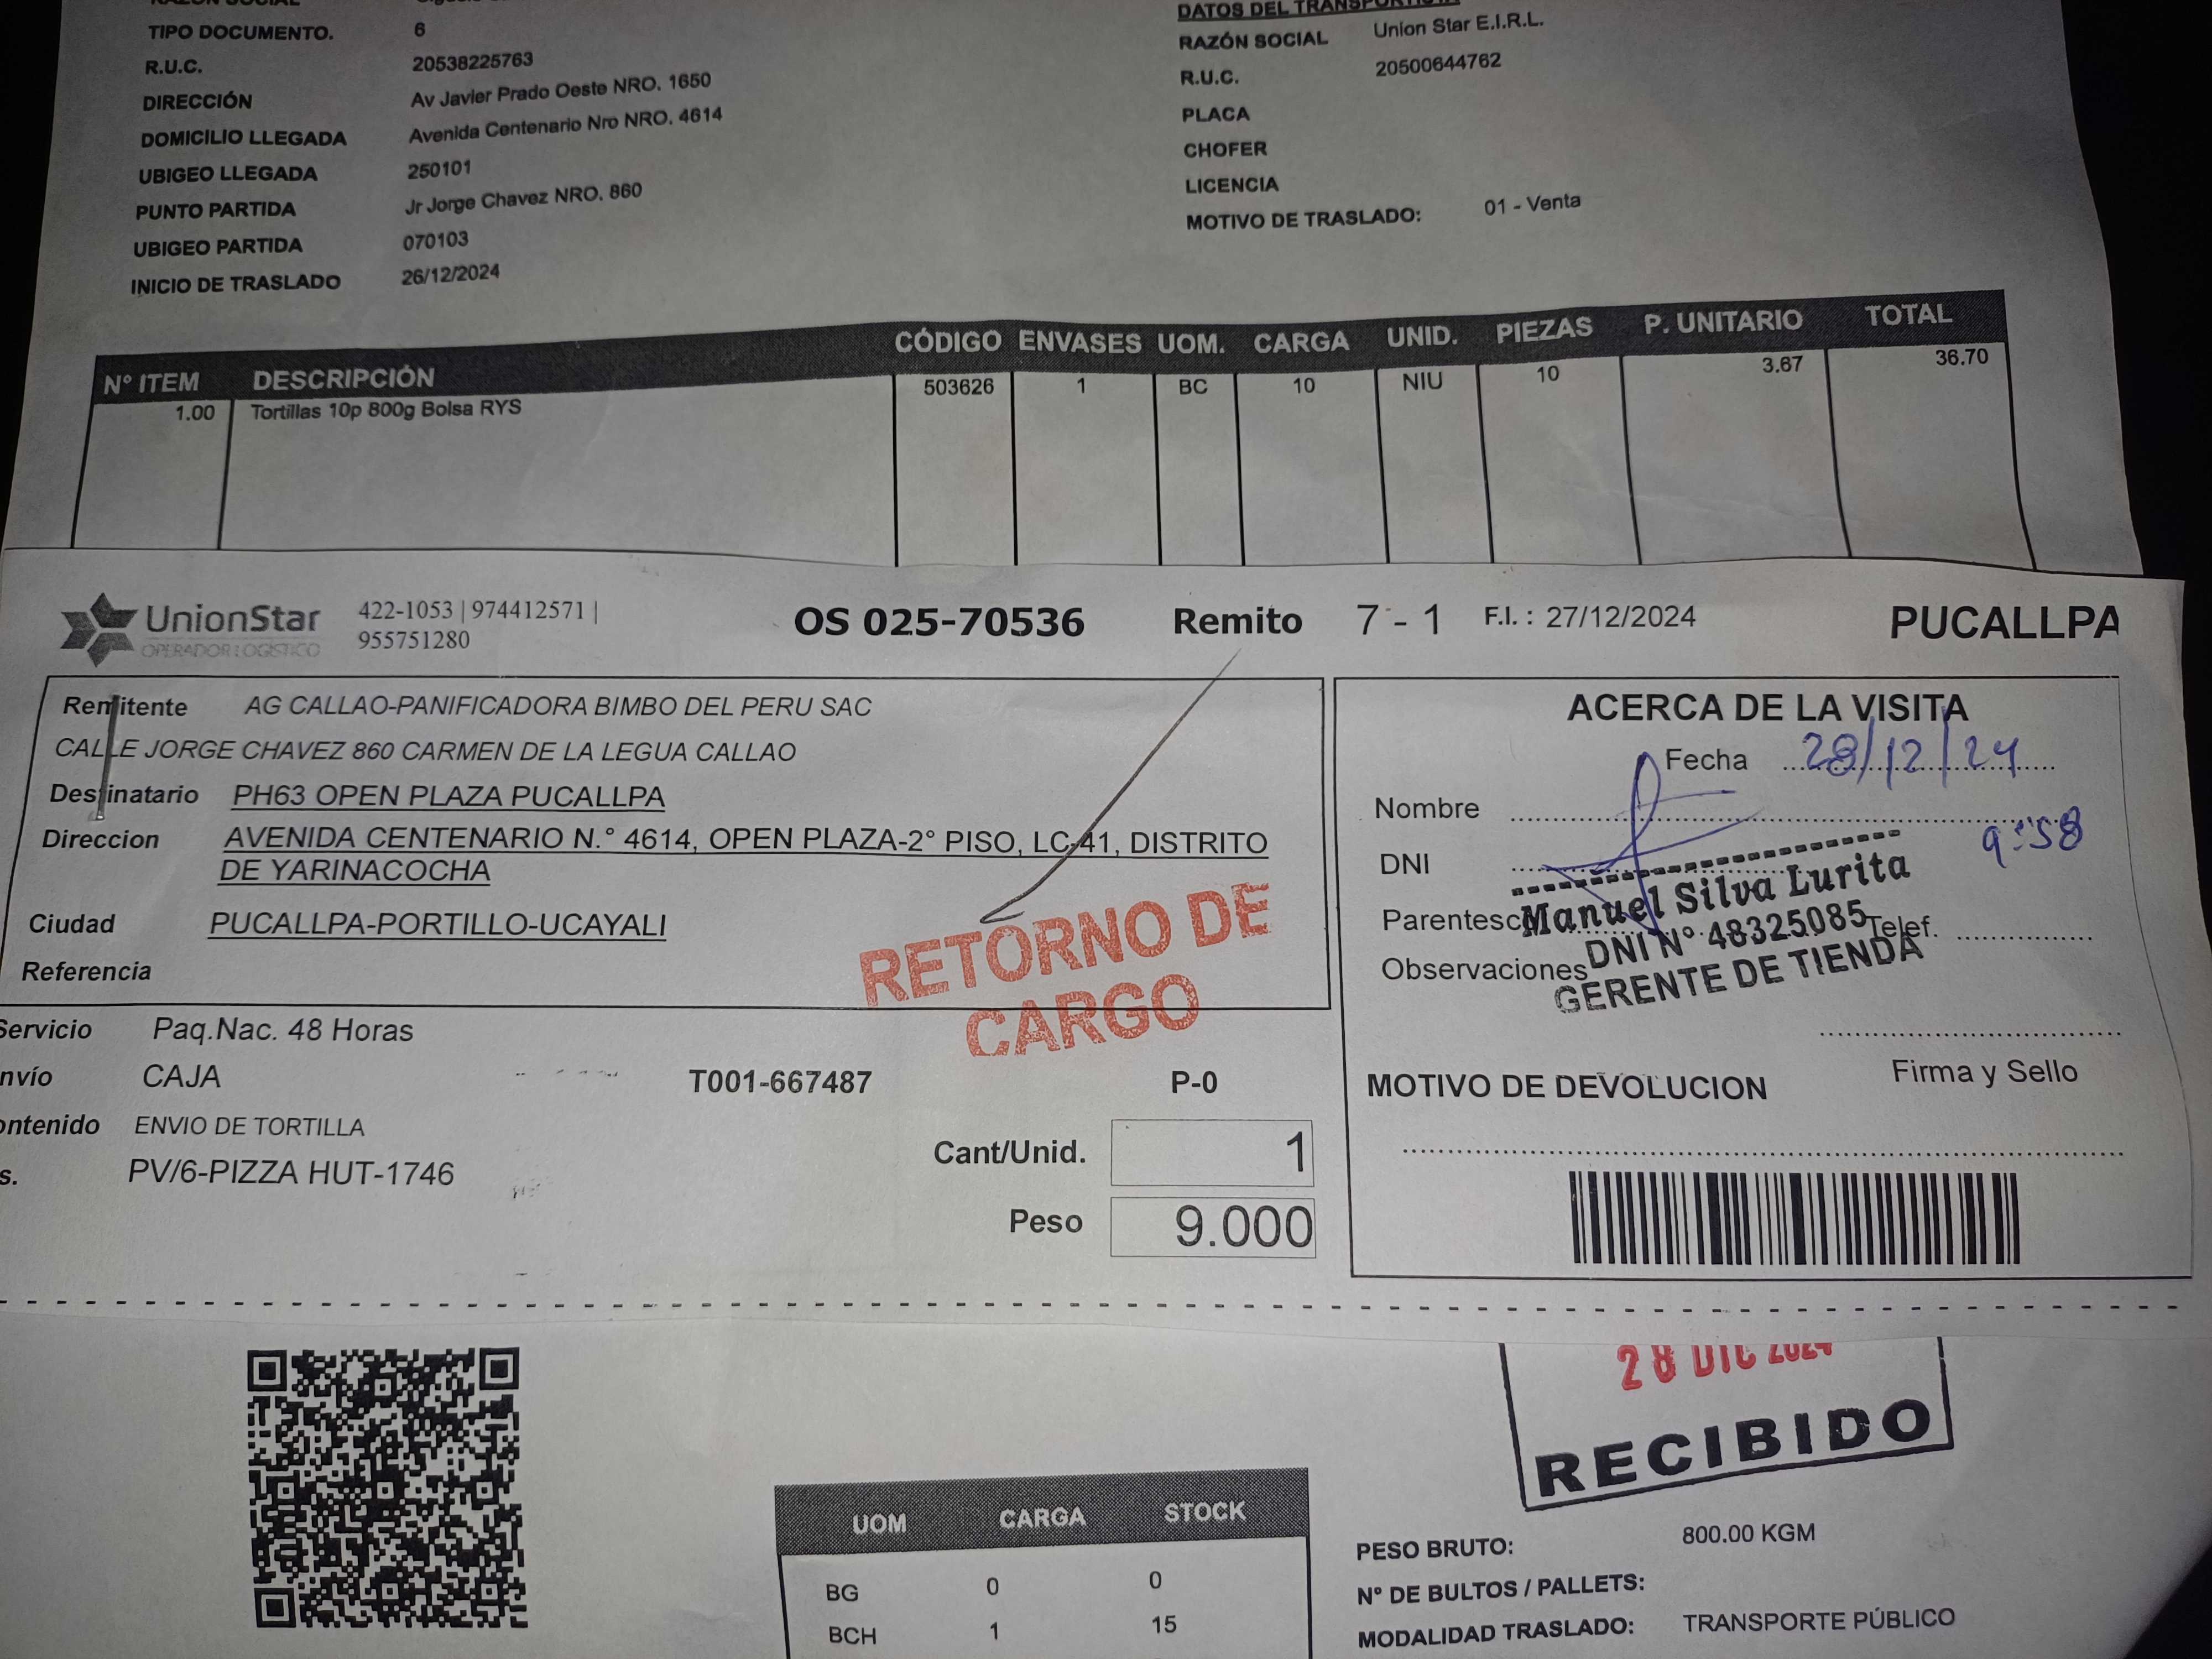 TIPO DOCUMENTO. 6
R.U.C. 20538225763
DIRECCIÓN Av Javier Prado Oeste NRO. 1650
DOMICILIO LLEGADA Avenida Centenario Nro NRO. 4614
UBIGEO LLEGADA 250101
PUNTO PARTIDA Jr Jorge Chavez NRO. 860
UBIGEO PARTIDA 070103
INICIO DE TRASLADO 26/12/2024
DATOS DEL TRANSPORTISTA
RAZÓN SOCIAL Union Star E.I.R.L.
R.U.C. 20500644762
PLACA
CHOFER
LICENCIA
MOTIVO DE TRASLADO: 01 - Venta
N° ITEM DESCRIPCIÓN CÓDIGO ENVASES UOM. CARGA UNID. PIEZAS P. UNITARIO TOTAL
1.00 Tortillas 10p 800g Bolsa RYS 503626 1 BC 10 NIU 10 3.67 36.70
UnionStar
OPERADOR LOGISTICO
422-1053 | 974412571 |
955751280
OS 025-70536 Remito 7 - 1 F.I. : 27/12/2024 PUCALLPA
Remitente AG CALLAO-PANIFICADORA BIMBO DEL PERU SAC
CALLE JORGE CHAVEZ 860 CARMEN DE LA LEGUA CALLAO
Destinatario PH63 OPEN PLAZA PUCALLPA
Direccion AVENIDA CENTENARIO N.° 4614, OPEN PLAZA-2° PISO, LC-41, DISTRITO
DE YARINACOCHA
Ciudad PUCALLPA-PORTILLO-UCAYALI
Referencia
RETORNO DE
CARGO
Servicio Paq.Nac. 48 Horas
nvío CAJA T001-667487 P-0
ontenido ENVIO DE TORTILLA
s. PV/6-PIZZA HUT-1746
Cant/Unid. 1
Peso 9.000
ACERCA DE LA VISITA
Fecha 28/12/24
Nombre
9:58
DNI
Manuel Silva Lurita
Parentesco
DNI N° 48325085
Telef.
Observaciones
GERENTE DE TIENDA
Firma y Sello
MOTIVO DE DEVOLUCION
28 DIC 2024
RECIBIDO
UOM CARGA STOCK
BG 0 0
BCH 1 15
PESO BRUTO: 800.00 KGM
N° DE BULTOS / PALLETS:
MODALIDAD TRASLADO: TRANSPORTE PÚBLICO